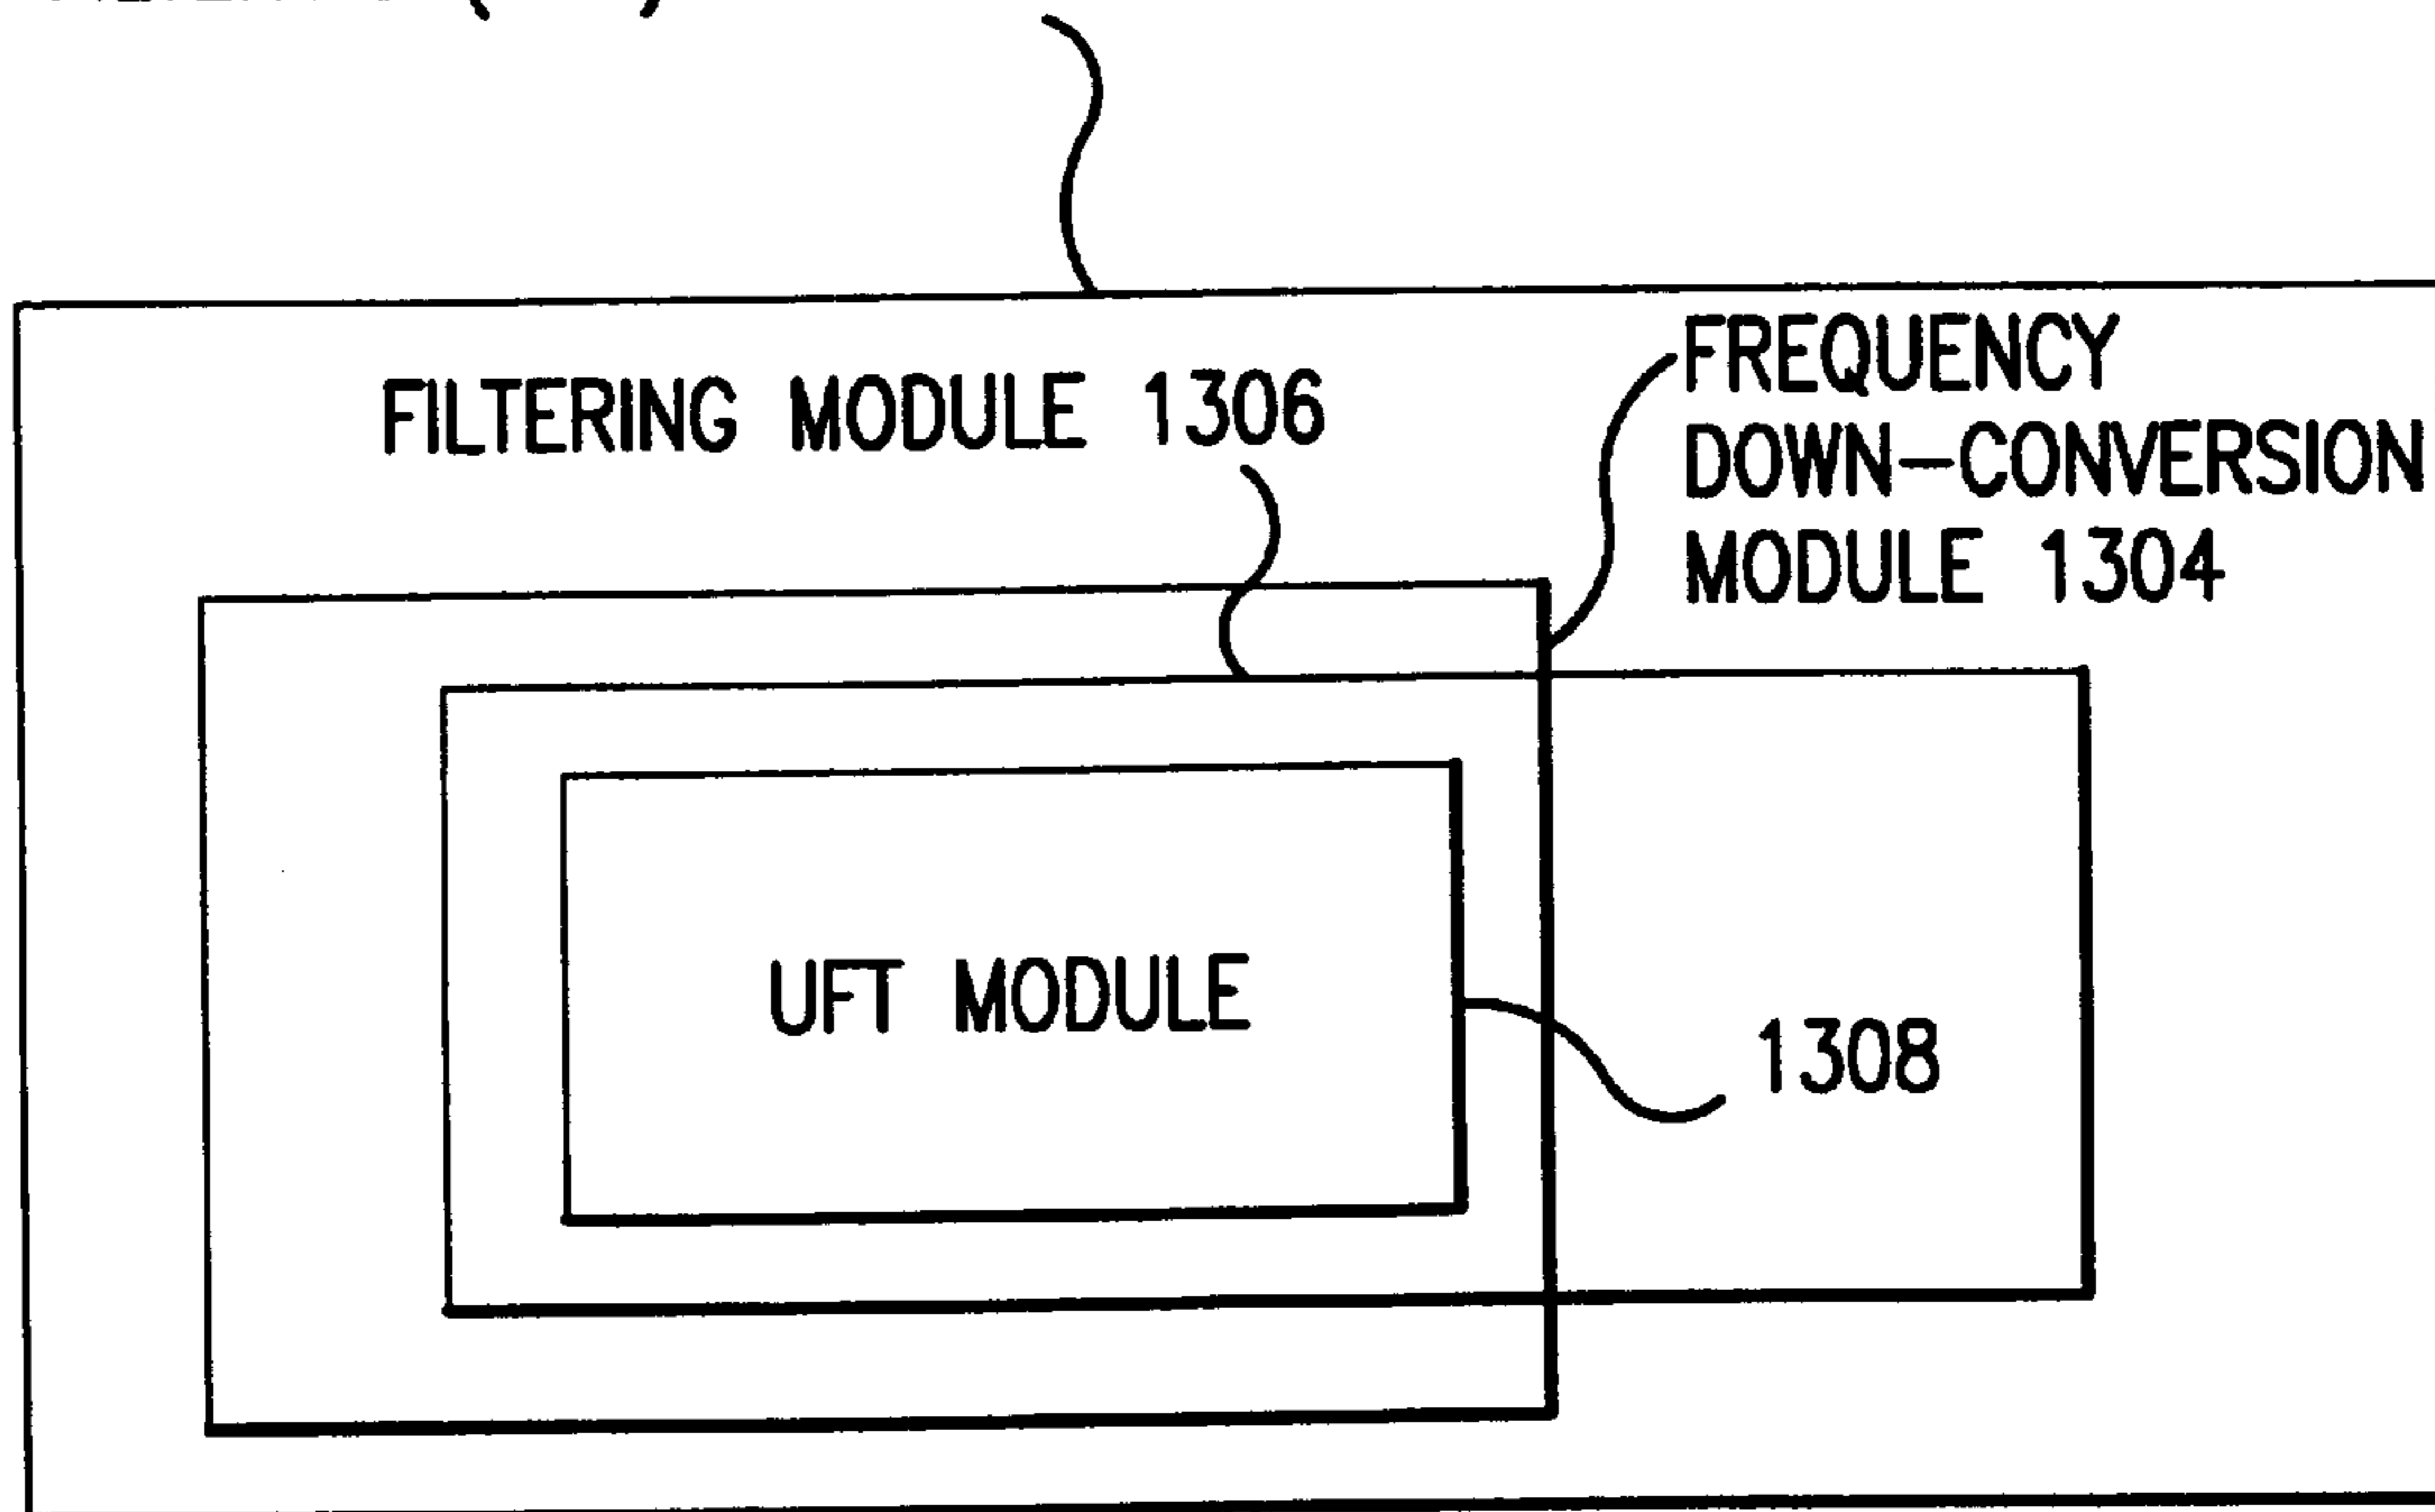 FILTERING MODULE 1306
FREQUENCY
DOWN-CONVERSION
MODULE 1304
UFT MODULE
1308